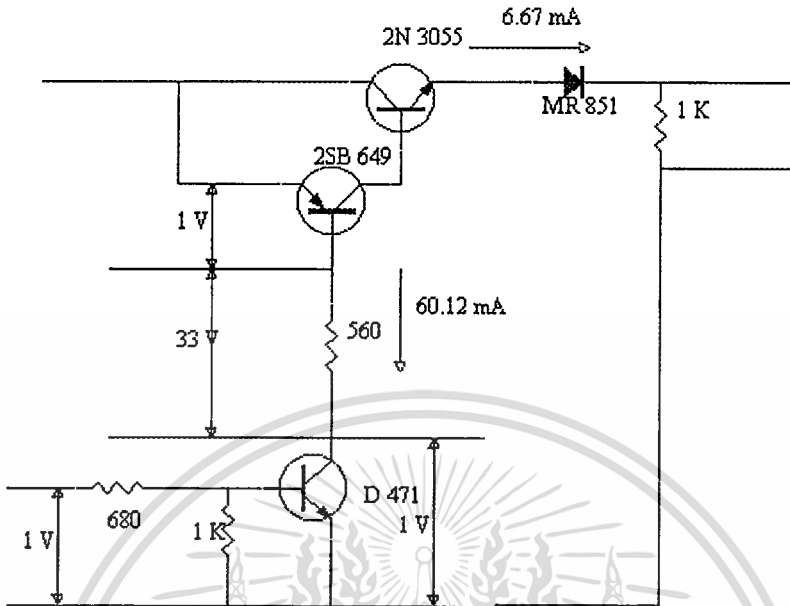 6.67 mA
2N 3055
MR 851
1 K
2SB 649
1 V
60.12 mA
33 V
560
D 471
680
1 K
1 V
1 V